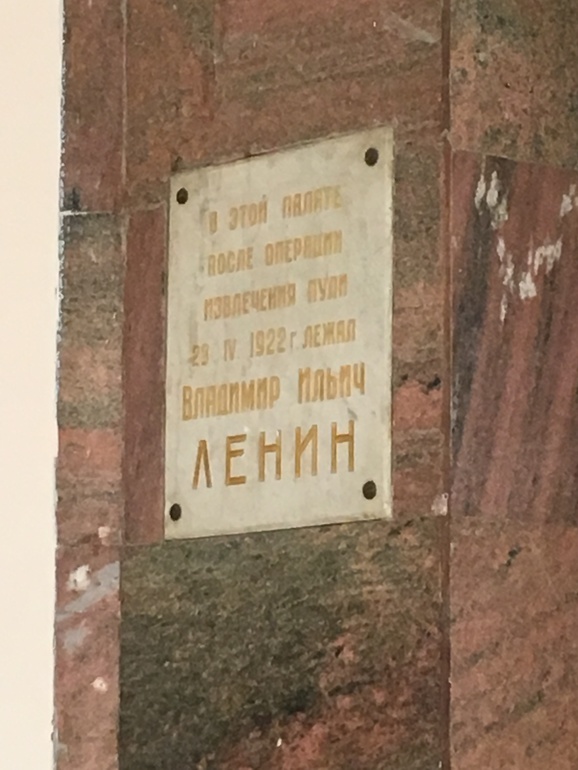 В ЭТОЙ ПАЛАТЕ
ПОСЛЕ ОПЕРАЦИИ
ИЗВЛЕЧЕНИЯ ПУЛИ
23 IV 1922 г. ЛЕЖАЛ
ВЛАДИМИР ИЛЬИЧ
ЛЕНИН